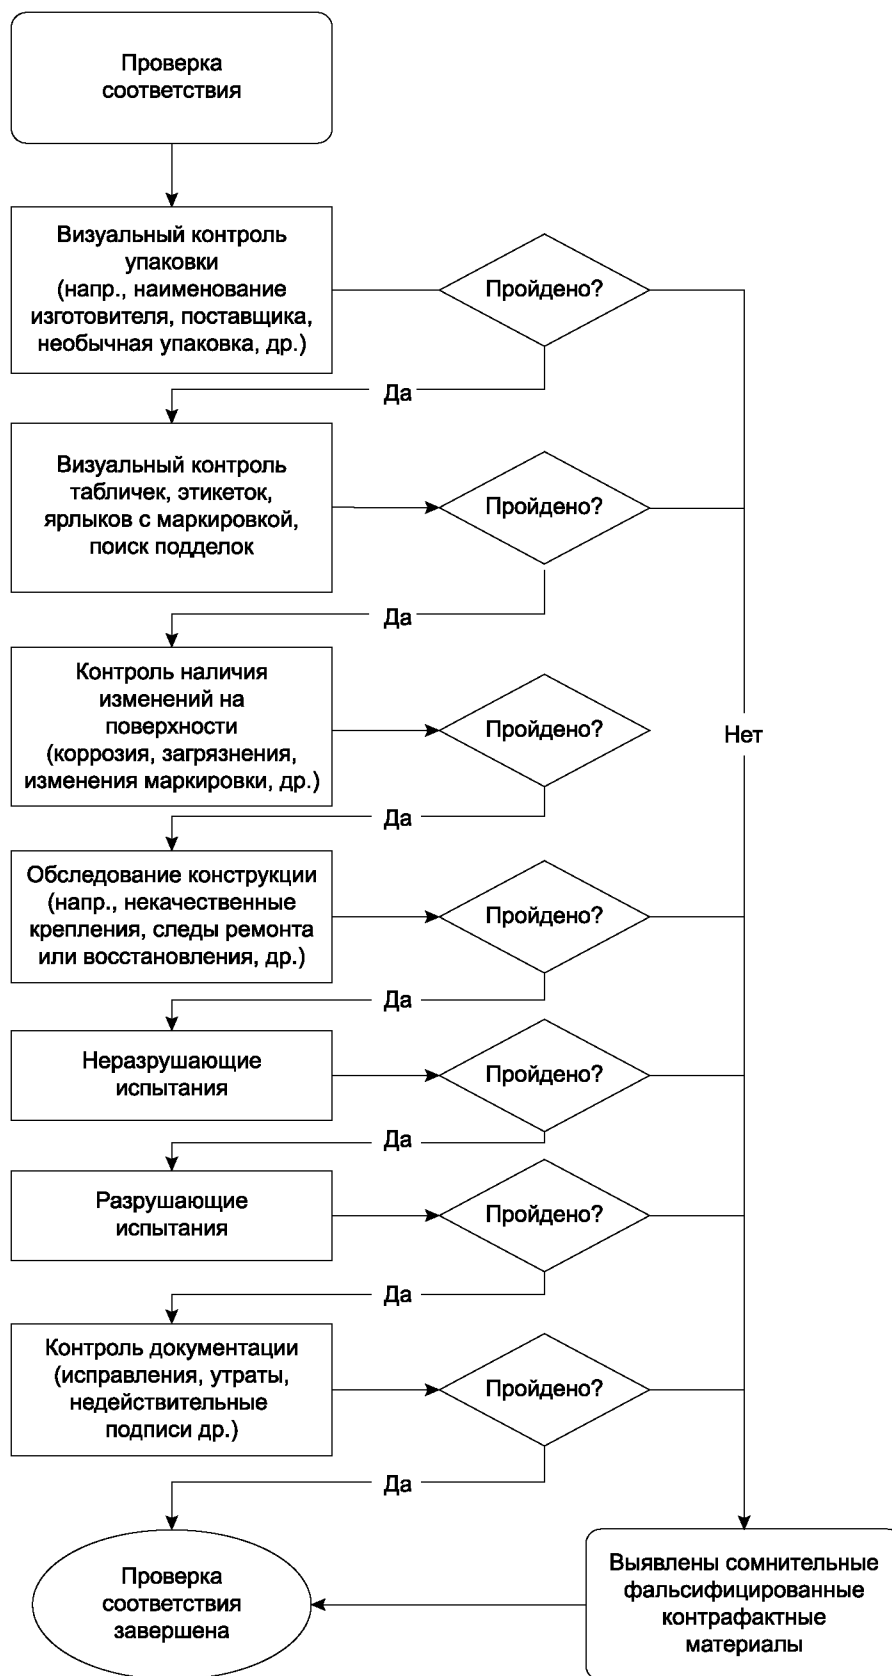 Проверка
соответствия
Визуальный контроль
упаковки
(напр., наименование
изготовителя, поставщика,
необычная упаковка, др.)
Пройдено?
Да
Визуальный контроль
табличек, этикеток,
ярлыков с маркировкой,
поиск подделок
Пройдено?
Да
Контроль наличия
изменений на
поверхности
(коррозия, загрязнения,
изменения маркировки, др.)
Пройдено?
Нет
Да
Обследование конструкции
(напр., некачественные
крепления, следы ремонта
или восстановления, др.)
Пройдено?
Да
Неразрушающие
испытания
Пройдено?
Да
Разрушающие
испытания
Пройдено?
Да
Контроль документации
(исправления, утраты,
недействительные
подписи др.)
Пройдено?
Да
Проверка
соответствия
завершена
Выявлены сомнительные
фальсифицированные
контрафактные
материалы